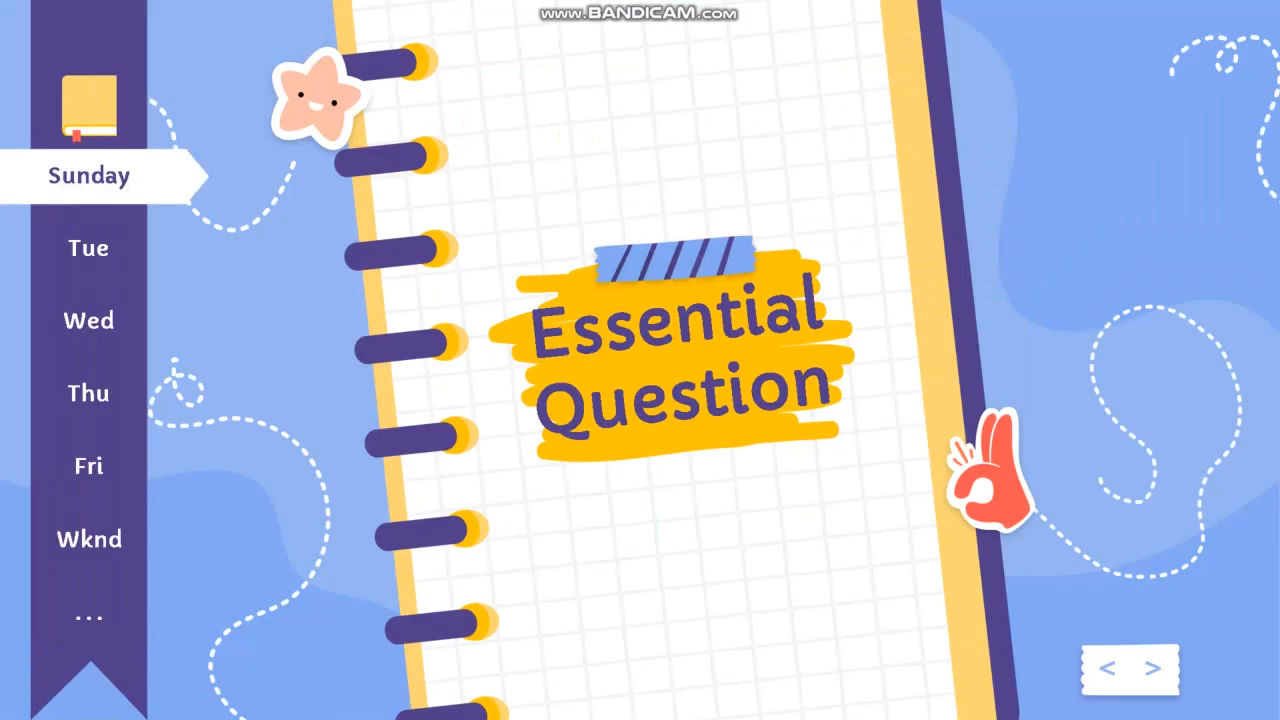 www.BANDICAM.com
Sunday
Tue
Wed
Thu
Fri
Wknd
...
Essential
Question
< >